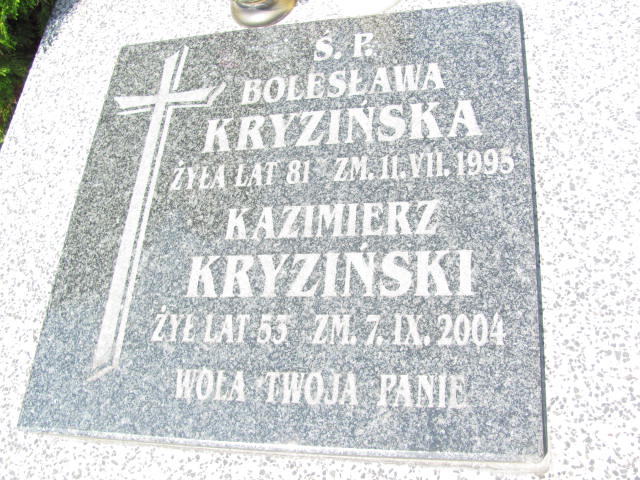 Ś. P.
BOLESŁAWA
KRYZIŃSKA
ŻYŁA LAT 81 ZM. 11. VII. 1995
KAZIMIERZ
KRYZIŃSKI
ŻYŁ LAT 53 ZM. 7. IX. 2004
WOLA TWOJA PANIE